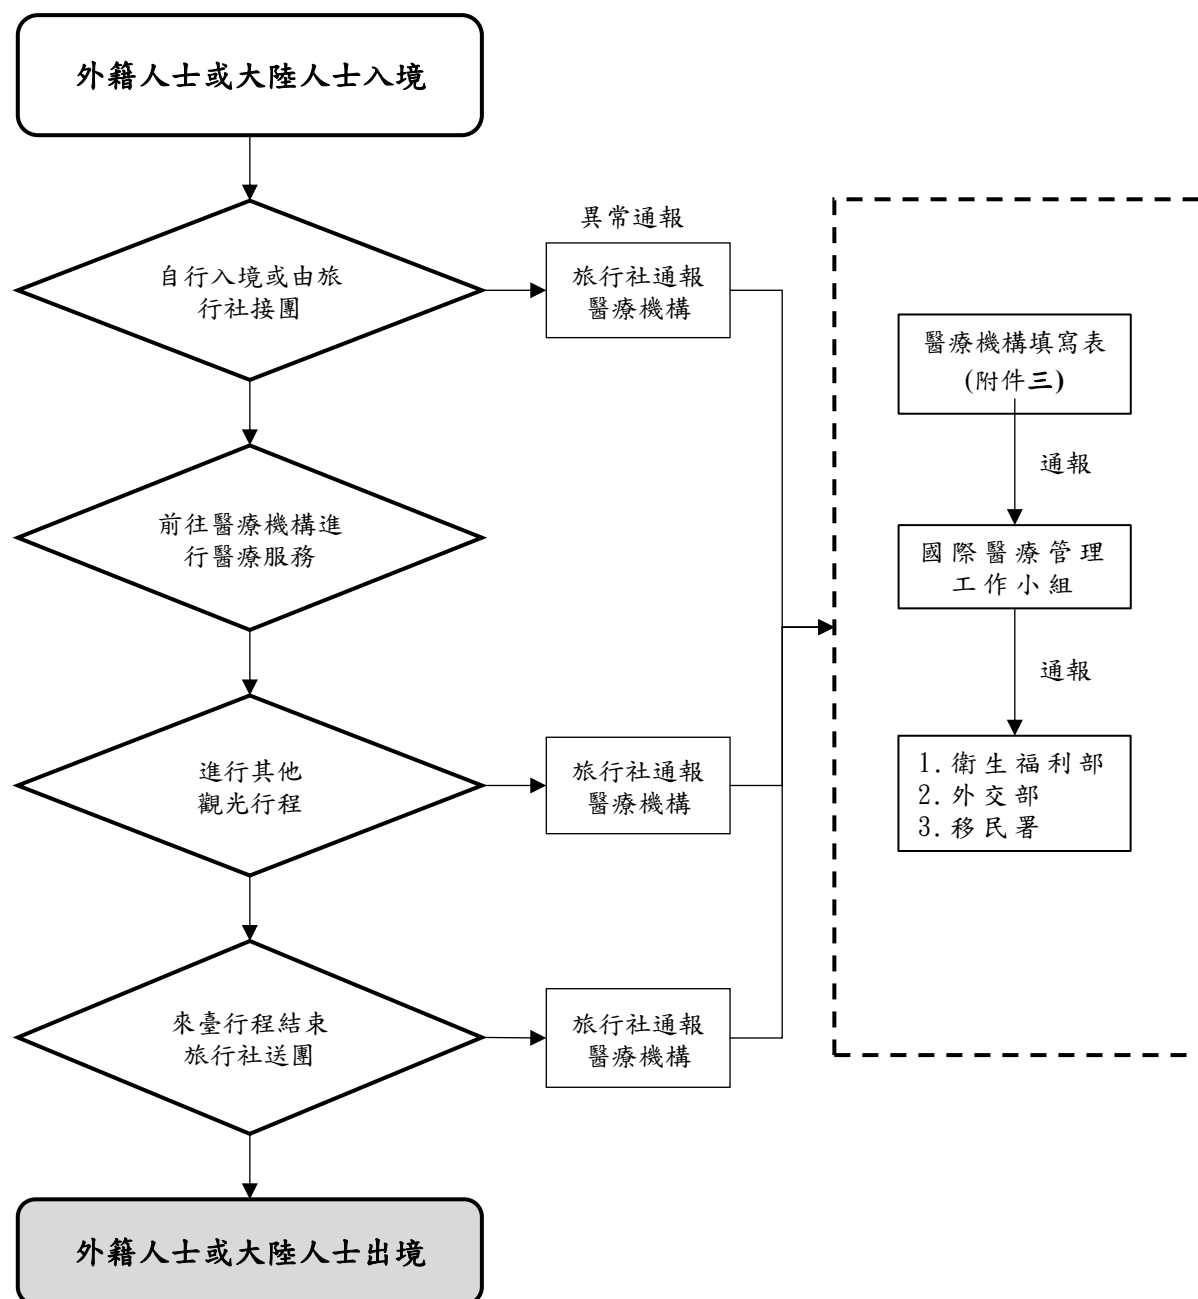 外籍人士或大陸人士入境
異常通報
自行入境或由旅
行社接團
旅行社通報
醫療機構
醫療機構填寫表
(附件三)
通報
前往醫療機構進
行醫療服務
國際醫療管理
工作小組
通報
進行其他
觀光行程
旅行社通報
醫療機構
1.衛生福利部
2.外交部
3.移民署
來臺行程結束
旅行社送團
旅行社通報
醫療機構
外籍人士或大陸人士出境